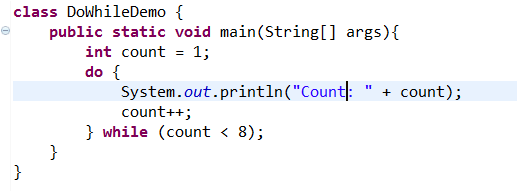 class DoWhileDemo {
    public static void main(String[] args){
        int count = 1;
        do {
            System.out.println("Count: " + count);
            count++;
        } while (count < 8);
    }
}